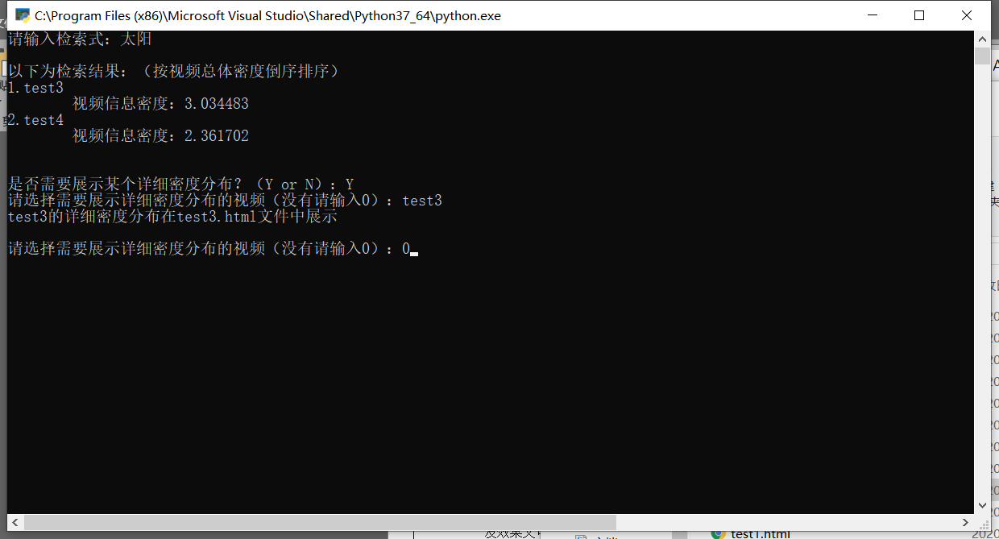 C:\Program Files (x86)\Microsoft Visual Studio\Shared\Python37_64\python.exe
请输入检索式：太阳
以下为检索结果：（按视频总体密度倒序排序）
1.test3
视频信息密度：3.034483
2.test4
视频信息密度：2.361702
是否需要展示某个详细密度分布？（Y or N）：Y
请选择需要展示详细密度分布的视频（没有请输入0）：test3
test3的详细密度分布在test3.html文件中展示
请选择需要展示详细密度分布的视频（没有请输入0）：0
test1.html